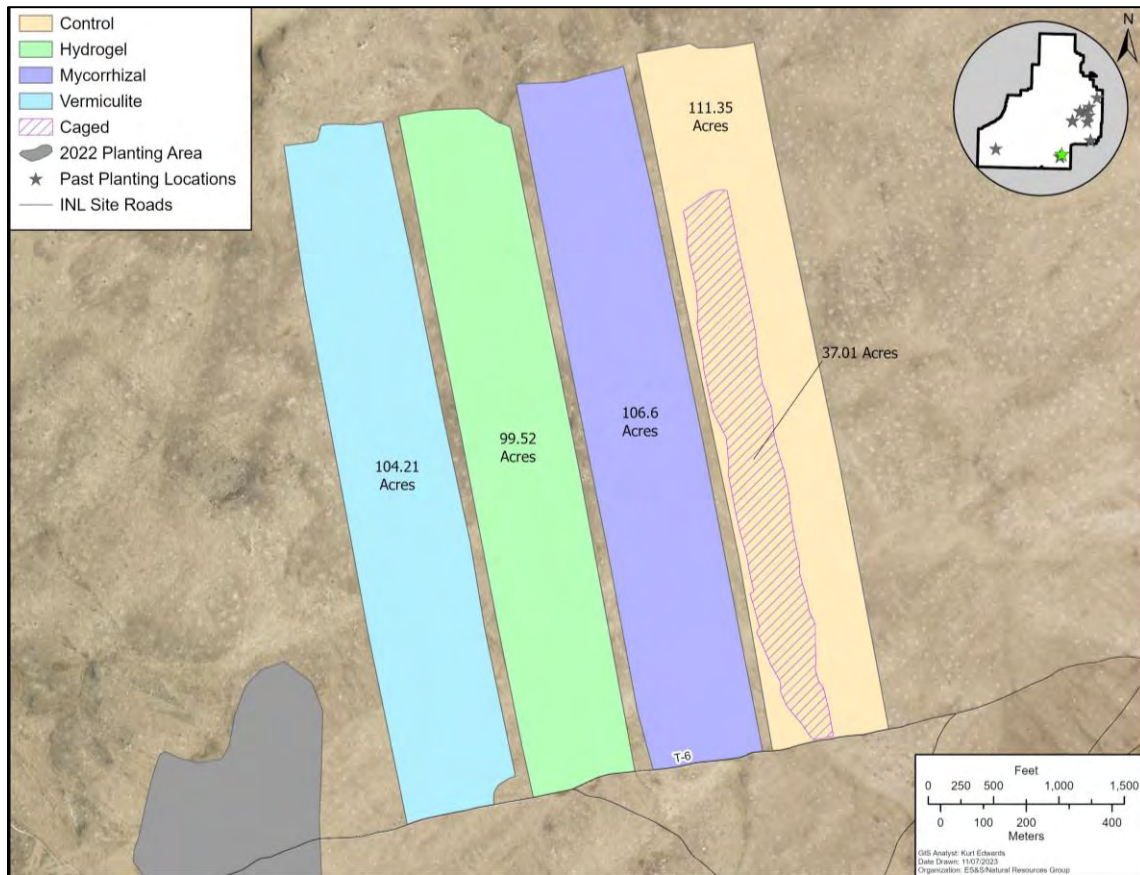 Control
Hydrogel
Mycorrhizal
Vermiculite
Caged
2022 Planting Area
Past Planting Locations
INL Site Roads
N
111.35
Acres
37.01 Acres
106.6
Acres
99.52
Acres
104.21
Acres
T-6
Feet
0 250 500 1,000 1,500
0 100 200 400
Meters
GIS Analyst: Kurt Edwards
Date Drawn: 11/07/2023
Organization: ES&S/Natural Resources Group